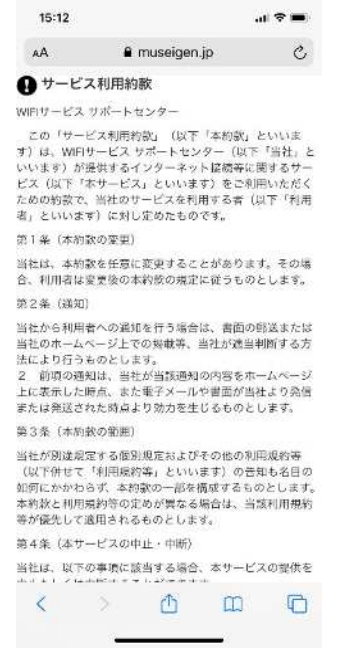 15:12
AA
museigen.jp
サービス利用約款
WIFIサービス サポートセンター
この「サービス利用約款」（以下「本約款」といいま
す）は、WIFIサービス サポートセンター（以下「当社」と
いいます）が提供するインターネット接続等に関するサー
ビス（以下「本サービス」といいます）をご利用いただく
ための約款で、当社のサービスを利用する者（以下「利用
者」といいます）に対し定めたものです。
第１条（本約款の変更）
当社は、本約款を任意に変更することがあります。その場
合、利用者は変更後の本約款の規定に従うものとします。
第２条（通知）
当社から利用者への通知を行う場合は、書面の郵送または
当社のホームページ上での掲載等、当社が適当判断する方
法により行うものとします。
２　前項の通知は、当社が当該通知の内容をホームページ
上に表示した時点、また電子メールや書面が当社より発信
または発送された時点より効力を生じるものとします。
第３条（本約款の範囲）
当社が別途規定する個別規定およびその他の利用規約等
（以下併せて「利用規約等」といいます）の告知も名目の
如何にかかわらず、本約款の一部を構成するものとします。
本約款と利用規約等の定めが異なる場合は、当該利用規約
等が優先して適用されるものとします。
第４条（本サービスの中止・中断）
当社は、以下の事項に該当する場合、本サービスの提供を